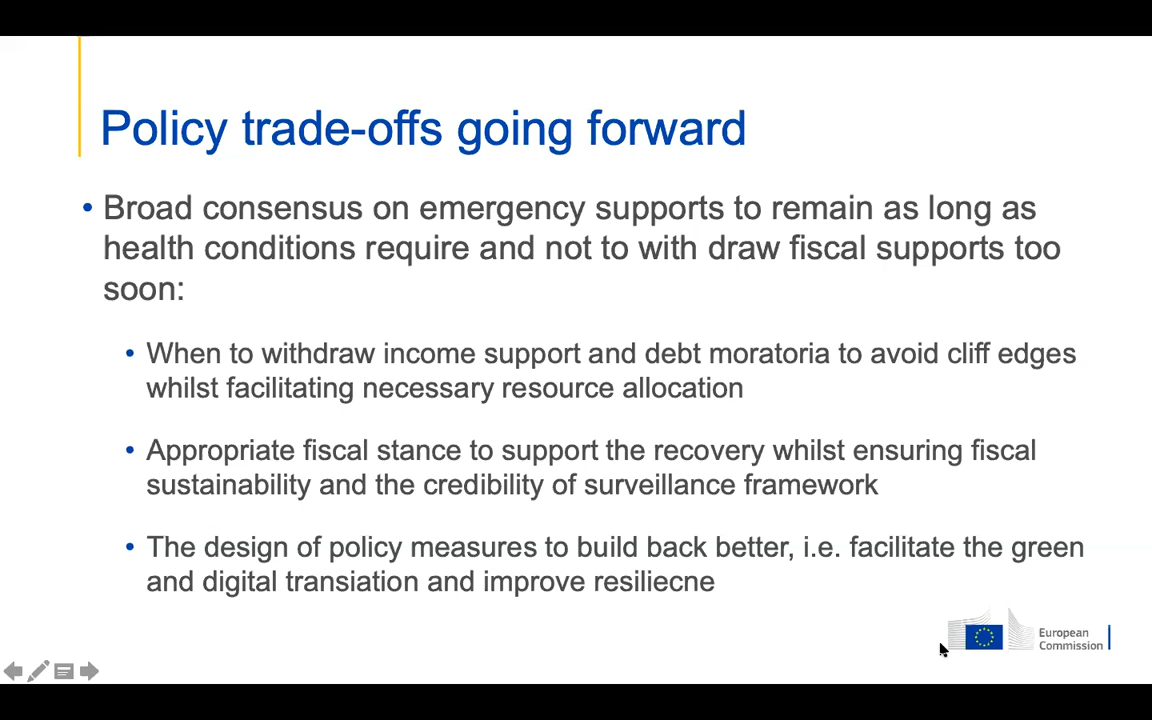 Policy trade-offs going forward
• Broad consensus on emergency supports to remain as long as
health conditions require and not to with draw fiscal supports too
soon:
• When to withdraw income support and debt moratoria to avoid cliff edges
whilst facilitating necessary resource allocation
• Appropriate fiscal stance to support the recovery whilst ensuring fiscal
sustainability and the credibility of surveillance framework
• The design of policy measures to build back better, i.e. facilitate the green
and digital transiation and improve resiliecne
European
Commission